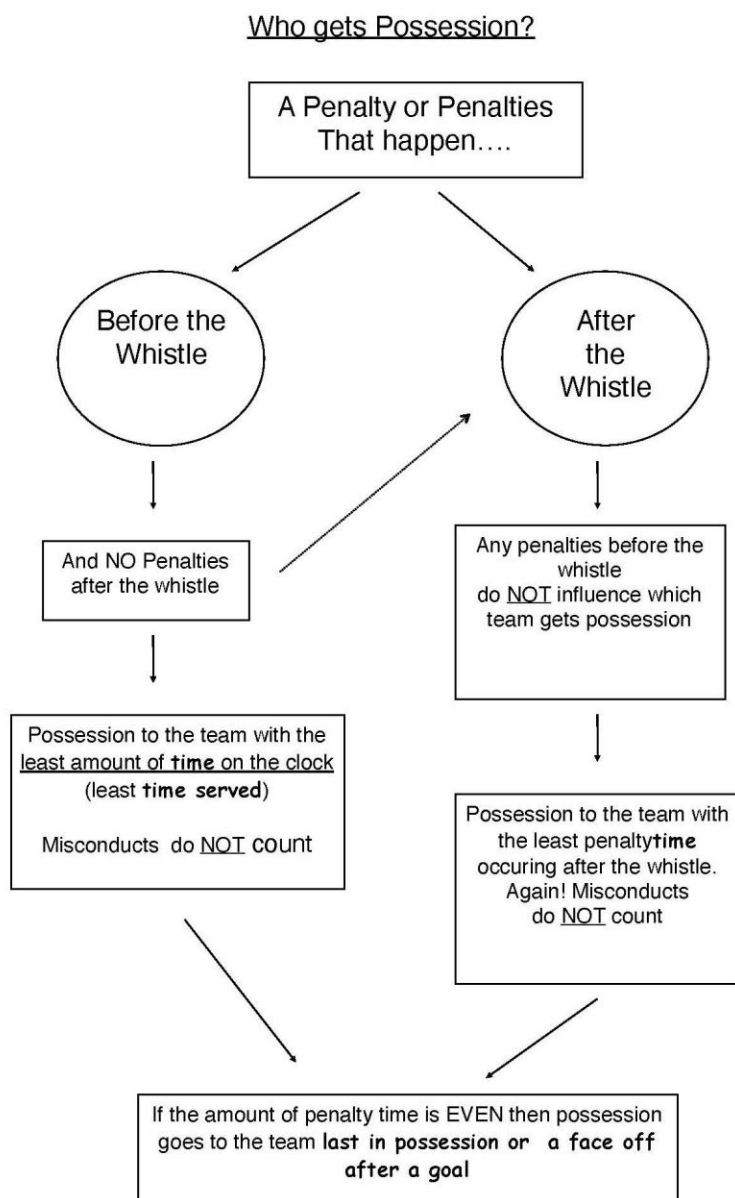 Who gets Possession?
A Penalty or Penalties
That happen....
Before the
Whistle
After
the
Whistle
And NO Penalties
after the whistle
Any penalties before the
whistle
do NOT influence which
team gets possession
Possession to the team with the
least amount of time on the clock
(least time served)
Misconducts do NOT count
Possession to the team with
the least penaltytime
occuring after the whistle.
Again! Misconducts
do NOT count
If the amount of penalty time is EVEN then possession
goes to the team last in possession or a face off
after a goal